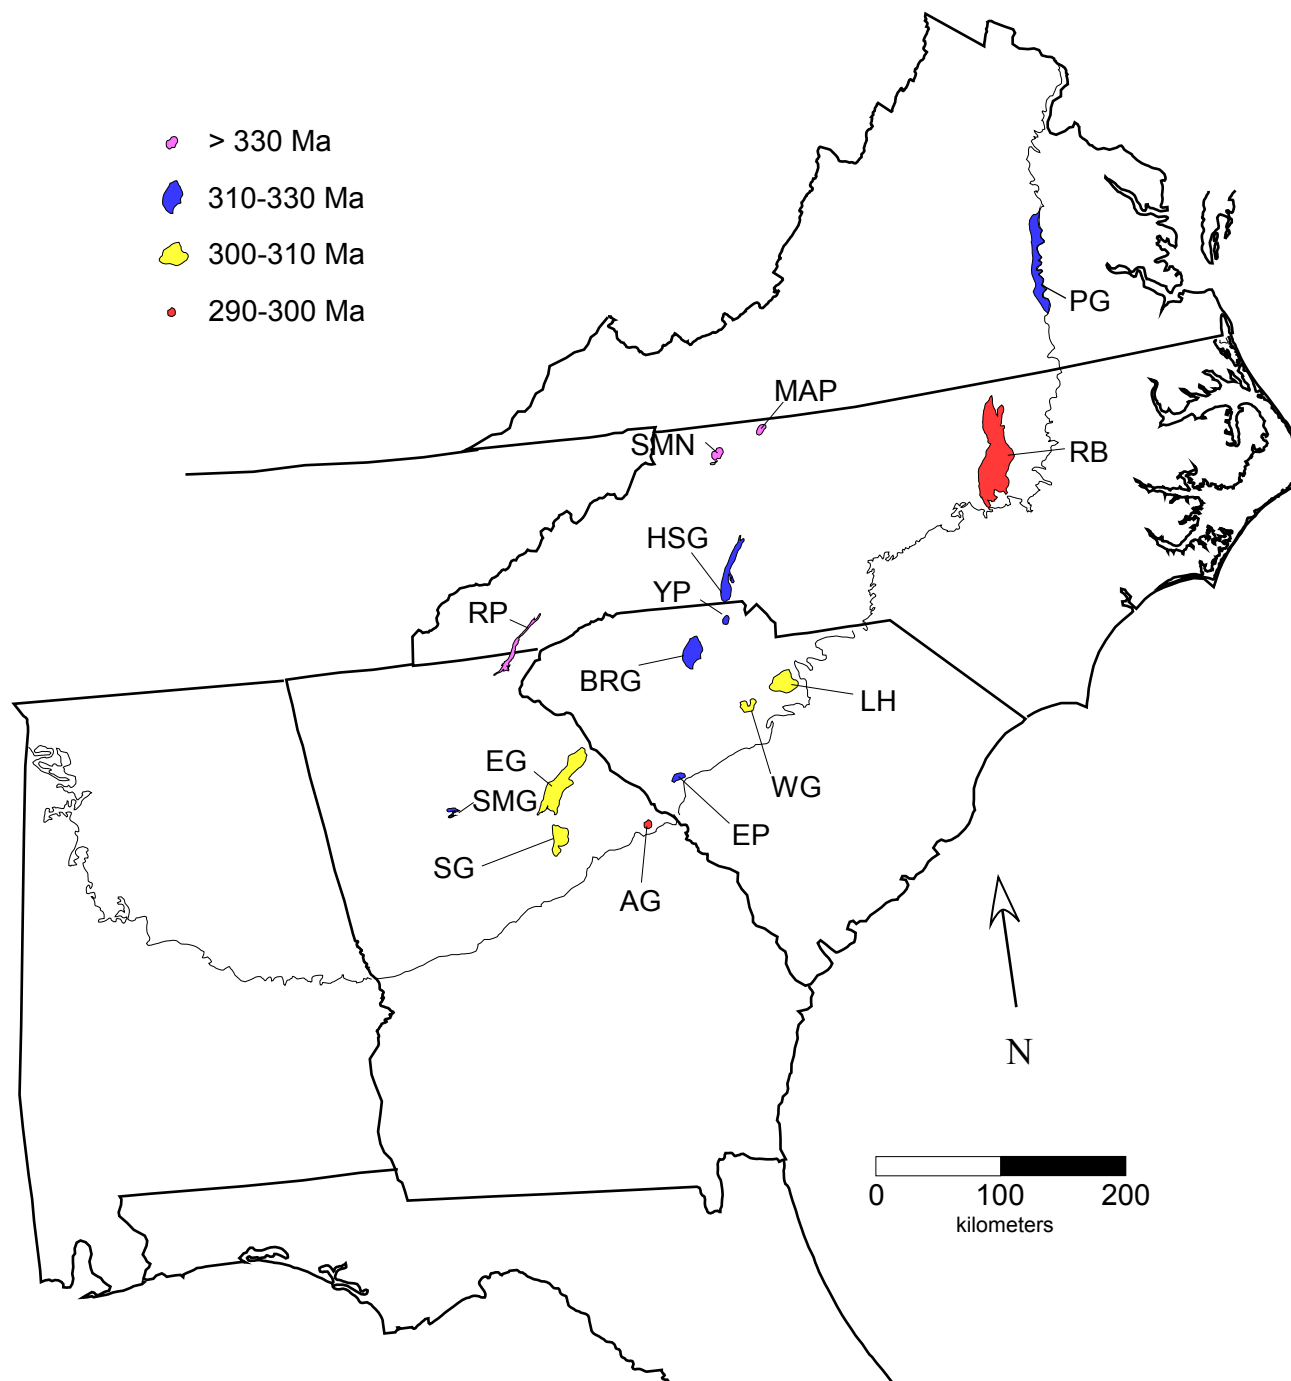 > 330 Ma
310-330 Ma
300-310 Ma
290-300 Ma
PG
MAP
SMN
RB
HSG
YP
RP
BRG
LH
EG
SMG
WG
EP
SG
AG
N
0 100 200
kilometers